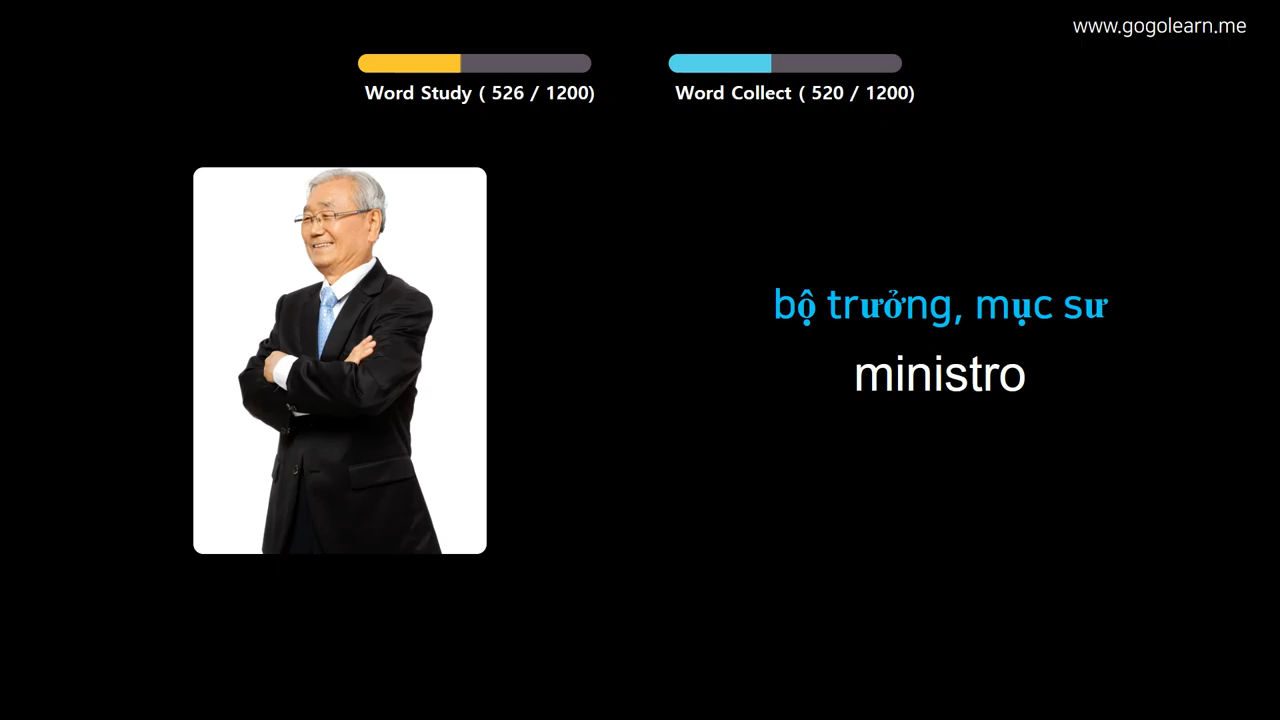 www.gogolearn.me
Word Study ( 526 / 1200)
Word Collect ( 520 / 1200)
bộ trưởng, mục sư
ministro